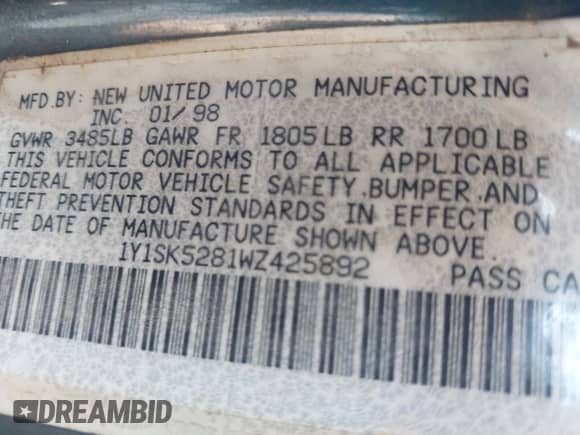 MFD.BY: NEW UNITED MOTOR MANUFACTURING
INC. 01/98
GVWR 3485LB GAWR FR 1805LB RR 1700LB
THIS VEHICLE CONFORMS TO ALL APPLICABLE
FEDERAL MOTOR VEHICLE SAFETY,BUMPER,AND
THEFT PREVENTION STANDARDS IN EFFECT ON
THE DATE OF MANUFACTURE SHOWN ABOVE.
1Y1SK5281WZ425892 PASS CA
DREAMBID